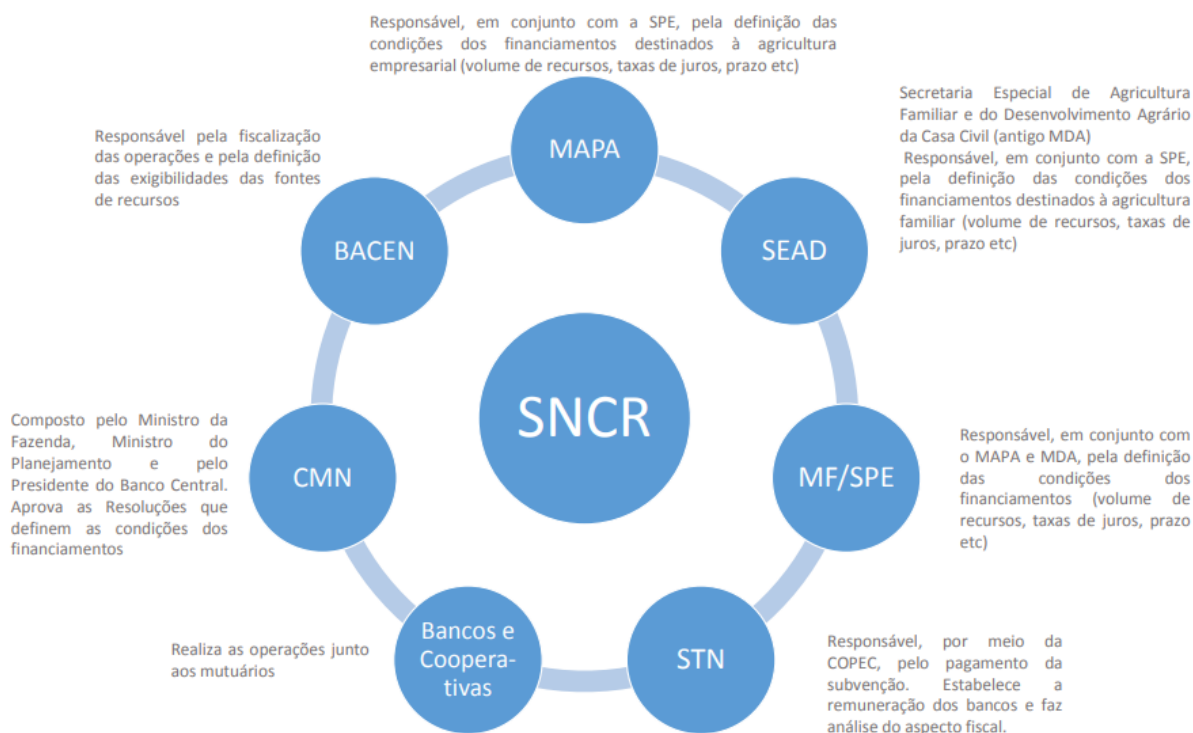 Responsável, em conjunto com a SPE, pela definição das
condições dos financiamentos destinados à agricultura
empresarial (volume de recursos, taxas de juros, prazo etc)
MAPA
Secretaria Especial de Agricultura
Familiar e do Desenvolvimento Agrário
da Casa Civil (antigo MDA)
Responsável, em conjunto com a SPE,
pela definição das condições dos
financiamentos destinados à agricultura
familiar (volume de recursos, taxas de
juros, prazo etc)
SEAD
Responsável pela fiscalização
das operações e pela definição
das exigibilidades das fontes
de recursos
BACEN
SNCR
Composto pelo Ministro da
Fazenda, Ministro do
Planejamento e pelo
Presidente do Banco Central.
Aprova as Resoluções que
definem as condições dos
financiamentos
CMN
MF/SPE
Responsável, em conjunto com
o MAPA e MDA, pela definição
das condições dos
financiamentos (volume de
recursos, taxas de juros, prazo
etc)
Realiza as operações junto
aos mutuários
Bancos e
Coopera-
tivas
STN
Responsável, por meio da
COPEC, pelo pagamento da
subvenção. Estabelece a
remuneração dos bancos e faz
análise do aspecto fiscal.